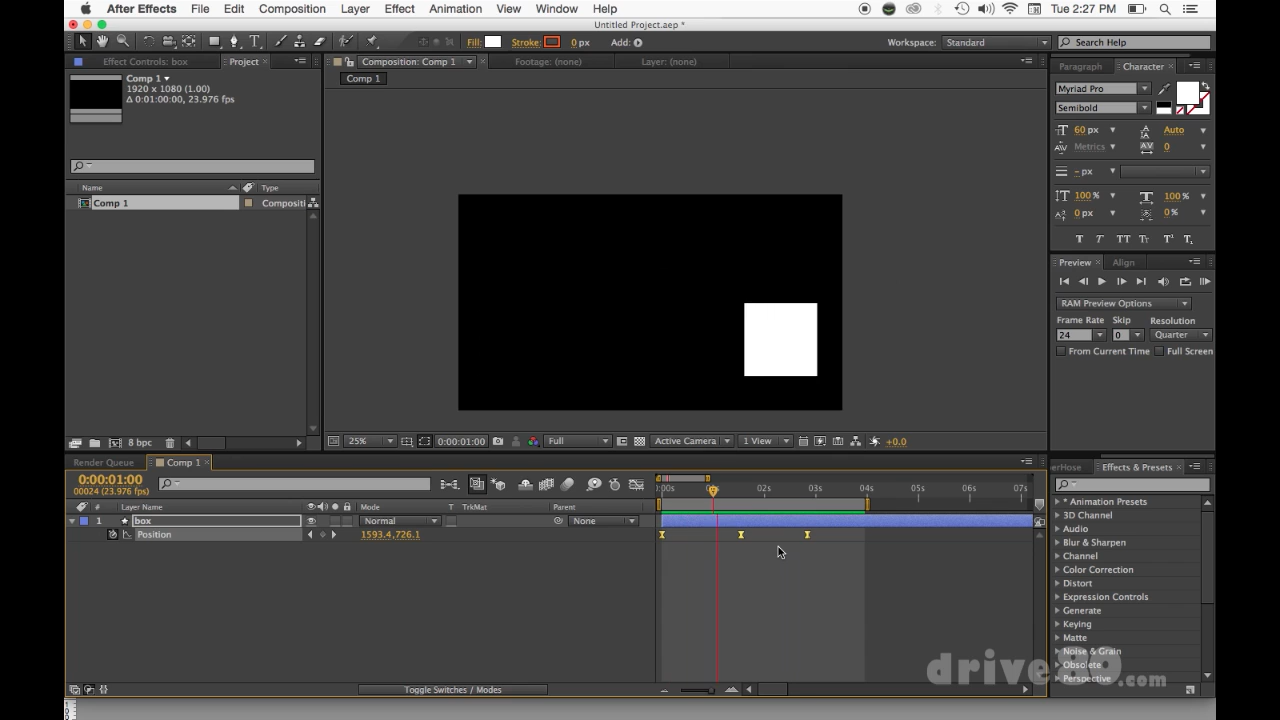 After Effects File Edit Composition Layer Effect Animation View Window Help Tue 2:27 PM
Untitled Project.aep *
Fill: Stroke: 0 px Add: Workspace: Standard Search Help
Effect Controls: box Project Composition: Comp 1 Footage: (none) Layer: (none) Paragraph Character
Comp 1
1920 x 1080 (1.00)
Δ 0:01:00:00, 23.976 fps
Comp 1
Myriad Pro
Semibold
60 px Auto
Metrics 0
- px
100 % 100 %
0 px 0 %
T T TT Tr T¹ T₁
Name Type
Comp 1 Compositi
Preview Align
RAM Preview Options
Frame Rate Skip Resolution
24 0 Quarter
From Current Time Full Screen
8 bpc 25% 0:00:01:00 Full Active Camera 1 View +0.0
Render Queue Comp 1
0:00:01:00
00024 (23.976 fps)
:00s 02s 03s 04s 05s 06s 07s
# Layer Name Mode T TrkMat Parent
1 box Normal None
Position 1593.4,726.1
Toggle Switches / Modes
erHose Effects & Presets
* Animation Presets
3D Channel
Audio
Blur & Sharpen
Channel
Color Correction
Distort
Expression Controls
Generate
Keying
Matte
Noise & Grain
Obsolete
Perspective
drive80.com